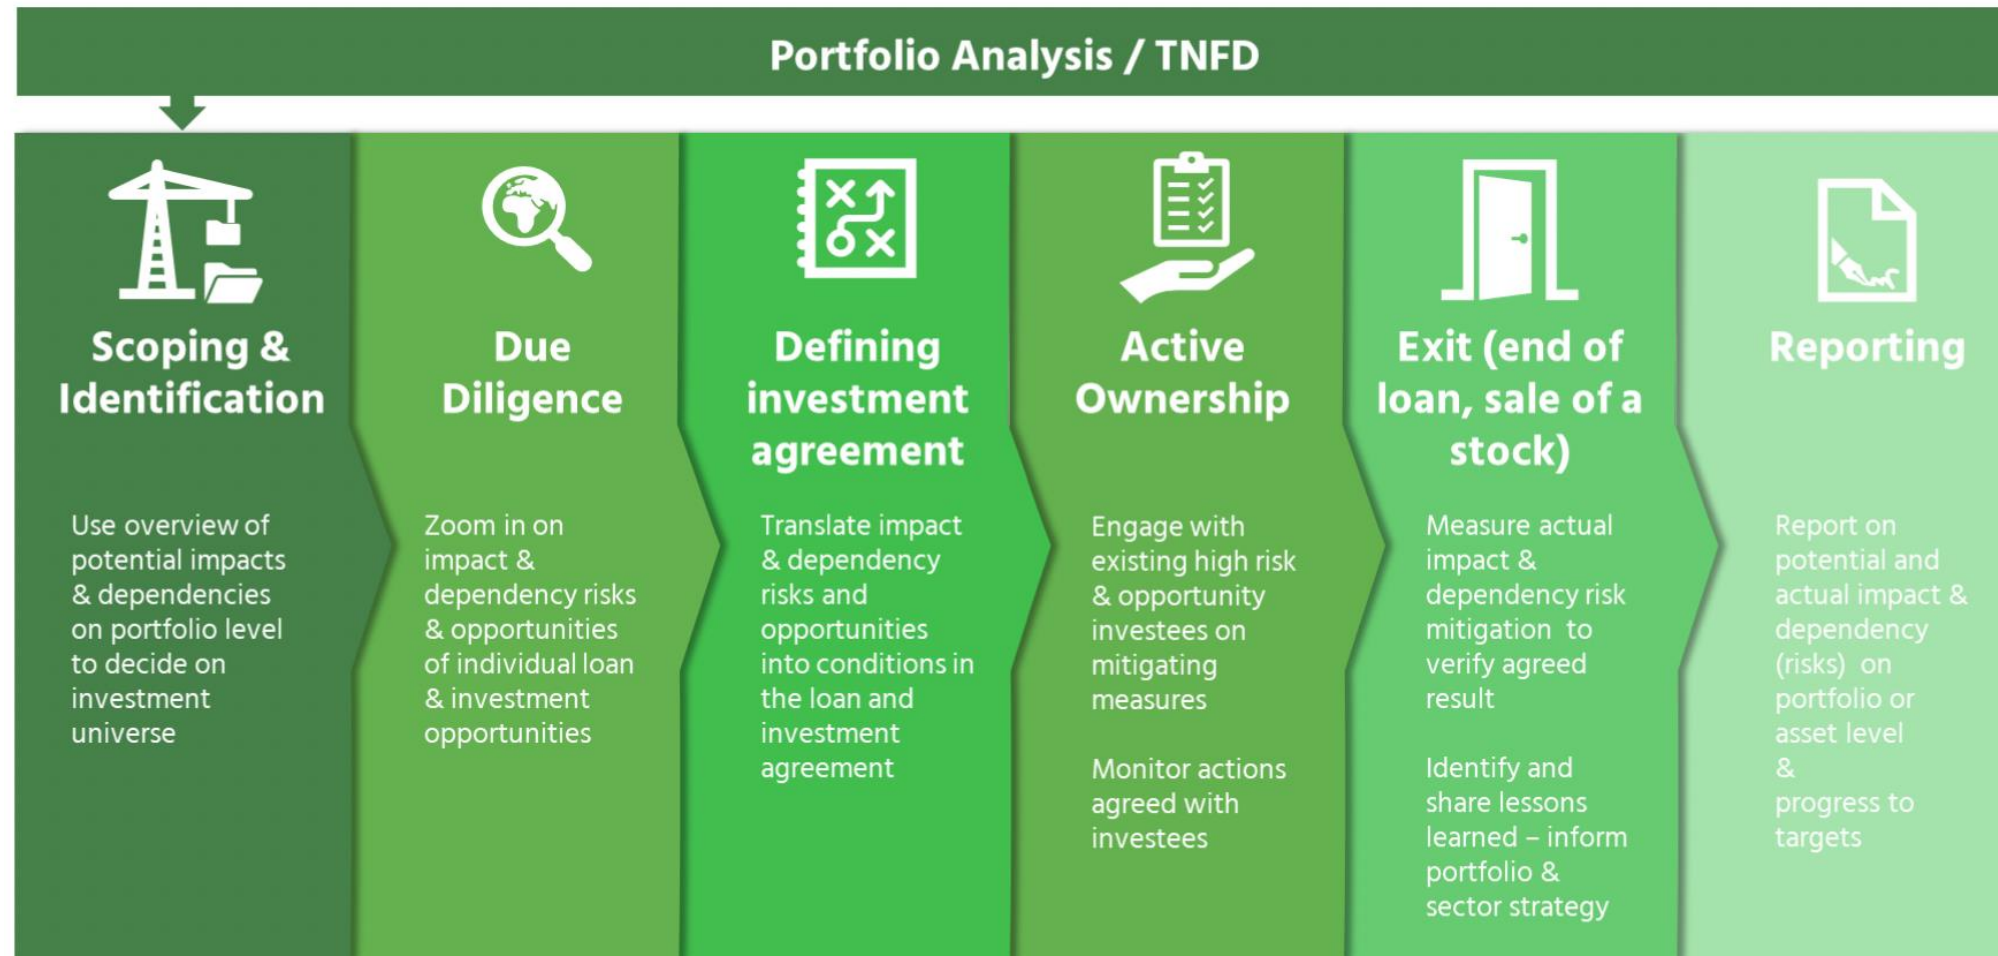 Portfolio Analysis / TNFD
Scoping &
Identification
Use overview of
potential impacts
& dependencies
on portfolio level
to decide on
investment
universe
Due
Diligence
Zoom in on
impact &
dependency risks
& opportunities
of individual loan
& investment
opportunities
Defining
investment
agreement
Translate impact
& dependency
risks and
opportunities
into conditions in
the loan and
investment
agreement
Active
Ownership
Engage with
existing high risk
& opportunity
investees on
mitigating
measures
Monitor actions
agreed with
investees
Exit (end of
loan, sale of a
stock)
Measure actual
impact &
dependency risk
mitigation to
verify agreed
result
Identify and
share lessons
learned – inform
portfolio &
sector strategy
Reporting
Report on
potential and
actual impact &
dependency
(risks) on
portfolio or
asset level
&
progress to
targets